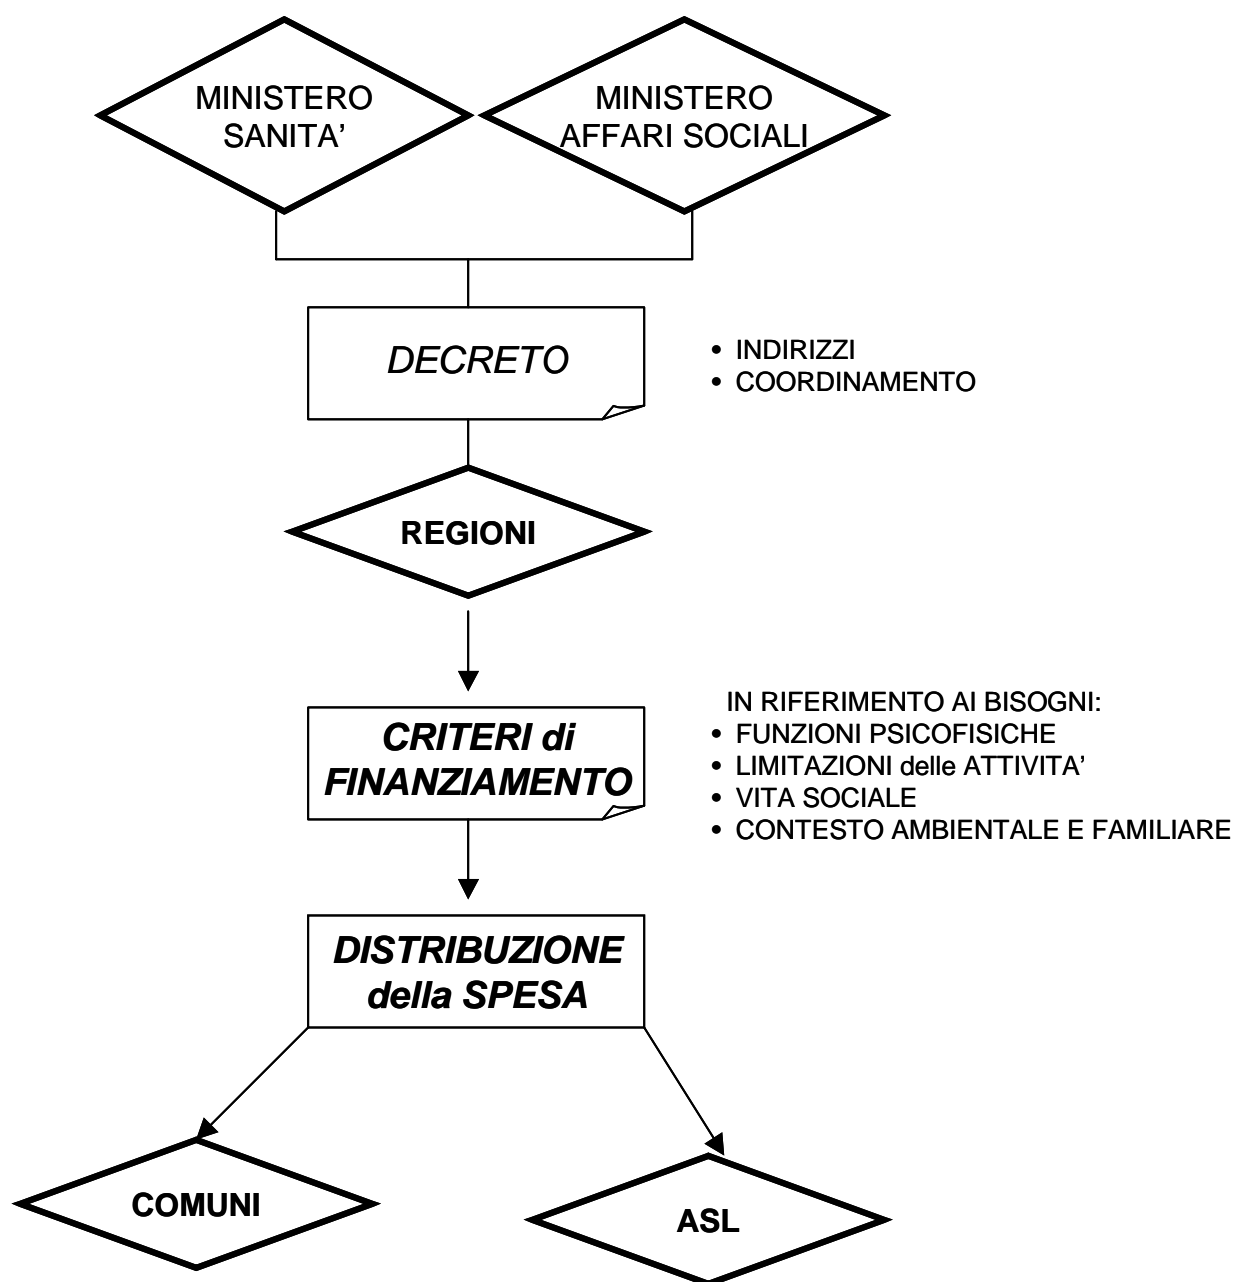 MINISTERO
SANITA’
MINISTERO
AFFARI SOCIALI
DECRETO
• INDIRIZZI
• COORDINAMENTO
REGIONI
CRITERI di
FINANZIAMENTO
IN RIFERIMENTO AI BISOGNI:
• FUNZIONI PSICOFISICHE
• LIMITAZIONI delle ATTIVITA’
• VITA SOCIALE
• CONTESTO AMBIENTALE E FAMILIARE
DISTRIBUZIONE
della SPESA
COMUNI
ASL